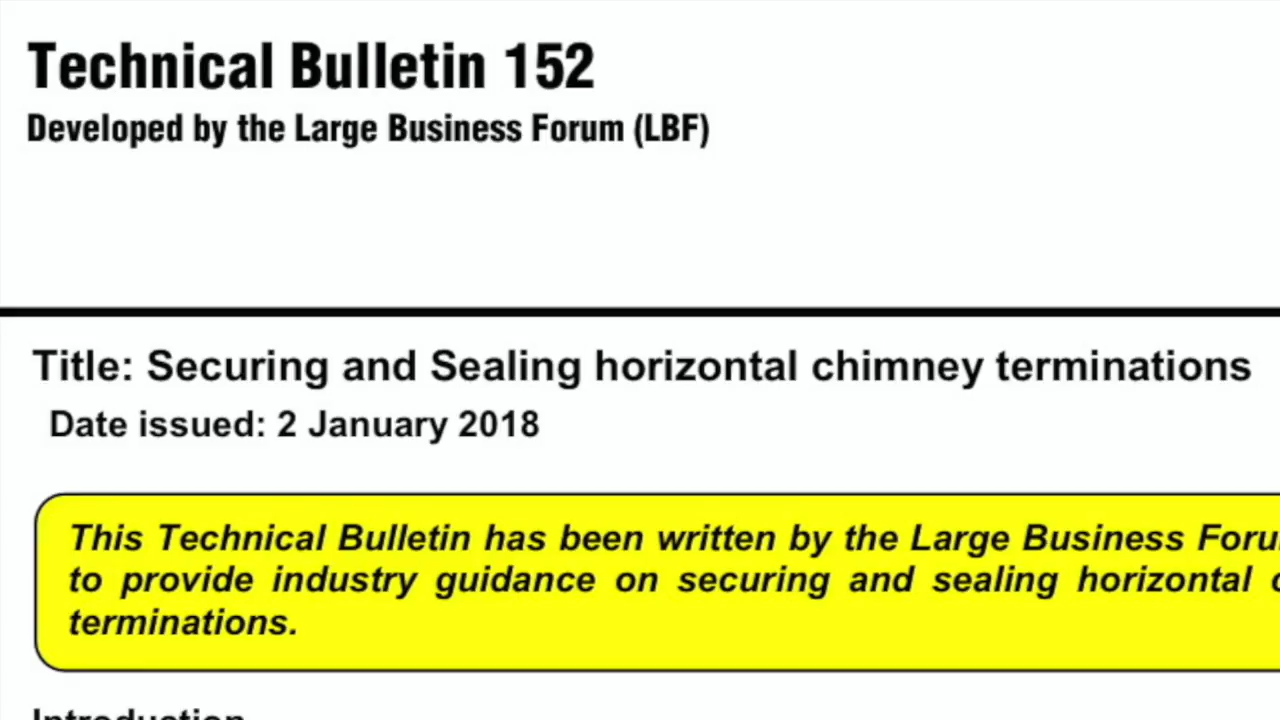 Technical Bulletin 152
Developed by the Large Business Forum (LBF)
Title: Securing and Sealing horizontal chimney terminations
Date issued: 2 January 2018
This Technical Bulletin has been written by the Large Business
to provide industry guidance on securing and sealing horizontal
terminations.
Introduction